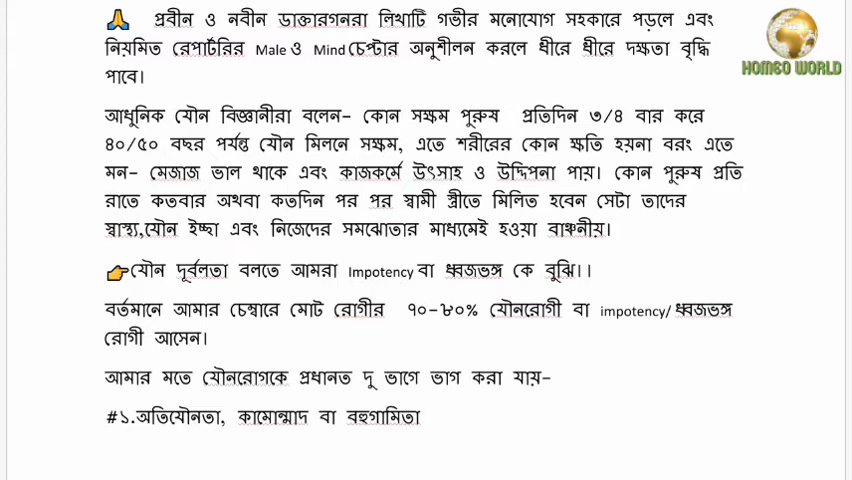 🙏 প্রবীন ও নবীন ডাক্তারগনরা লিখাটি গভীর মনোযোগ সহকারে পড়লে এবং
নিয়মিত রেপার্টরির Male ও Mind চেপ্টার অনুশীলন করলে ধীরে ধীরে দক্ষতা বৃদ্ধি
পাবে।
HOMEO WORLD
আধুনিক যৌন বিজ্ঞানীরা বলেন- কোন সক্ষম পুরুষ প্রতিদিন ৩/৪ বার করে
৪০/৫০ বছর পর্যন্ত যৌন মিলনে সক্ষম, এতে শরীরের কোন ক্ষতি হয়না বরং এতে
মন- মেজাজ ভাল থাকে এবং কাজকর্মে উৎসাহ ও উদ্দিপনা পায়। কোন পুরুষ প্রতি
রাতে কতবার অথবা কতদিন পর পর স্বামী স্ত্রীতে মিলিত হবেন সেটা তাদের
স্বাস্থ্য,যৌন ইচ্ছা এবং নিজেদের সমঝোতার মাধ্যমেই হওয়া বাঞ্চনীয়।
👉যৌন দূর্বলতা বলতে আমরা Impotency বা ধ্বজভঙ্গ কে বুঝি।।
বর্তমানে আমার চেম্বারে মোট রোগীর ৭০-৮০% যৌনরোগী বা impotency/ ধ্বজভঙ্গ
রোগী আসেন।
আমার মতে যৌনরোগকে প্রধানত দু ভাগে ভাগ করা যায়-
#১.অতিযৌনতা, কামোন্মাদ বা বহুগামিতা